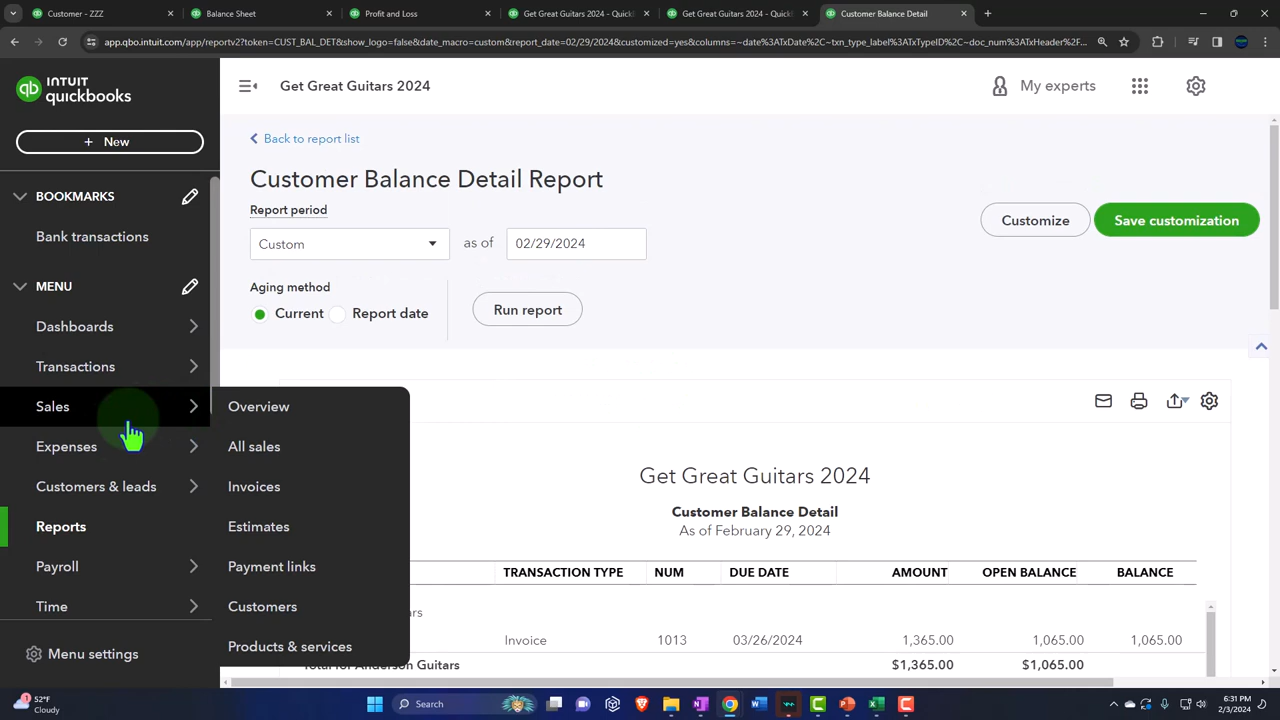 Customer - ZZZ
Balance Sheet
Profit and Loss
Get Great Guitars 2024 - Quick
Get Great Guitars 2024 - Quick
Customer Balance Detail
app.qbo.intuit.com/app/reportv2?token=CUST_BAL_DET&show_logo=false&date_macro=custom&report_date=02/29/2024&customized=yes&columns=~date%3ATxDate%2C~txn_type_label%3ATxTypeID%2C~doc_num%3ATxHeader%2E...
INTUIT
quickbooks
Get Great Guitars 2024
My experts
+ New
Back to report list
Customer Balance Detail Report
BOOKMARKS
Bank transactions
Report period
Customize
Save customization
Custom
as of
02/29/2024
MENU
Aging method
Current
Report date
Run report
Dashboards
Transactions
Sales
Expenses
Customers & leads
Reports
Payroll
Time
Menu settings
Overview
All sales
Invoices
Estimates
Payment links
Customers
Products & services
Get Great Guitars 2024
Customer Balance Detail
As of February 29, 2024
TRANSACTION TYPE NUM DUE DATE AMOUNT OPEN BALANCE BALANCE
Invoice 1013 03/26/2024 1,365.00 1,065.00 1,065.00
Total for Anderson Guitars $1,365.00 $1,065.00
52°F
Cloudy
Search
6:31 PM
2/3/2024